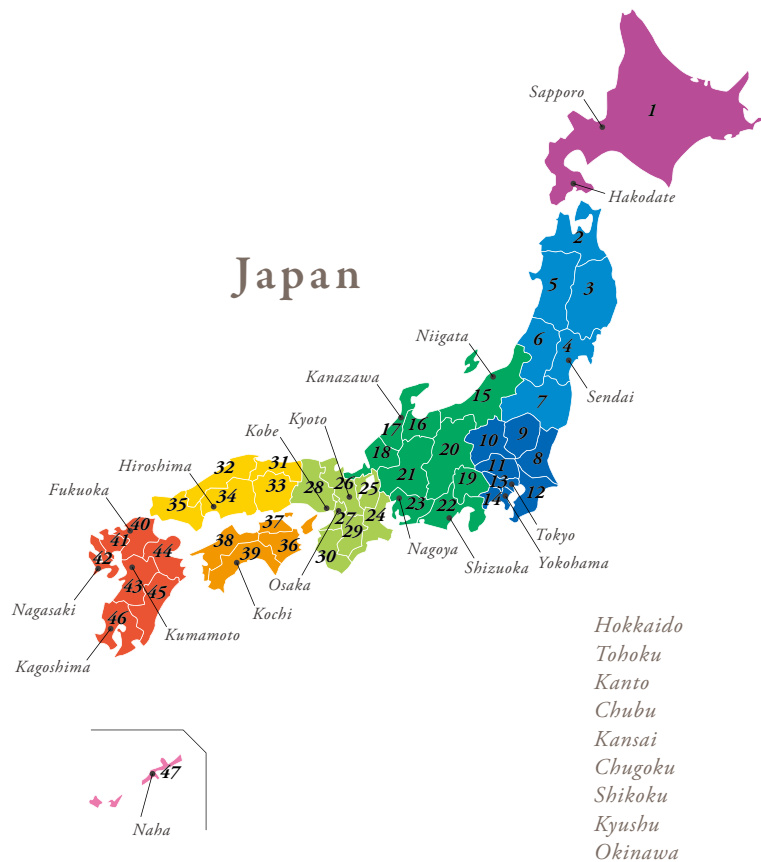 Sapporo
1
Hakodate
2
Japan
5
3
Niigata
6
4
Kanazawa
15
Sendai
7
Kyoto
17
16
Kobe
10
9
18
20
Hiroshima
32
31
11
8
Fukuoka
28
26
25
21
19
13
12
35
34
33
14
40
37
27
24
23
22
41
38
36
29
Tokyo
42
44
39
30
Nagoya
Yokohama
43
45
Osaka
Shizuoka
Nagasaki
46
Kumamoto
Kochi
Kagoshima
Hokkaido
Tohoku
Kanto
Chubu
Kansai
Chugoku
Shikoku
Kyushu
Okinawa
47
Naha